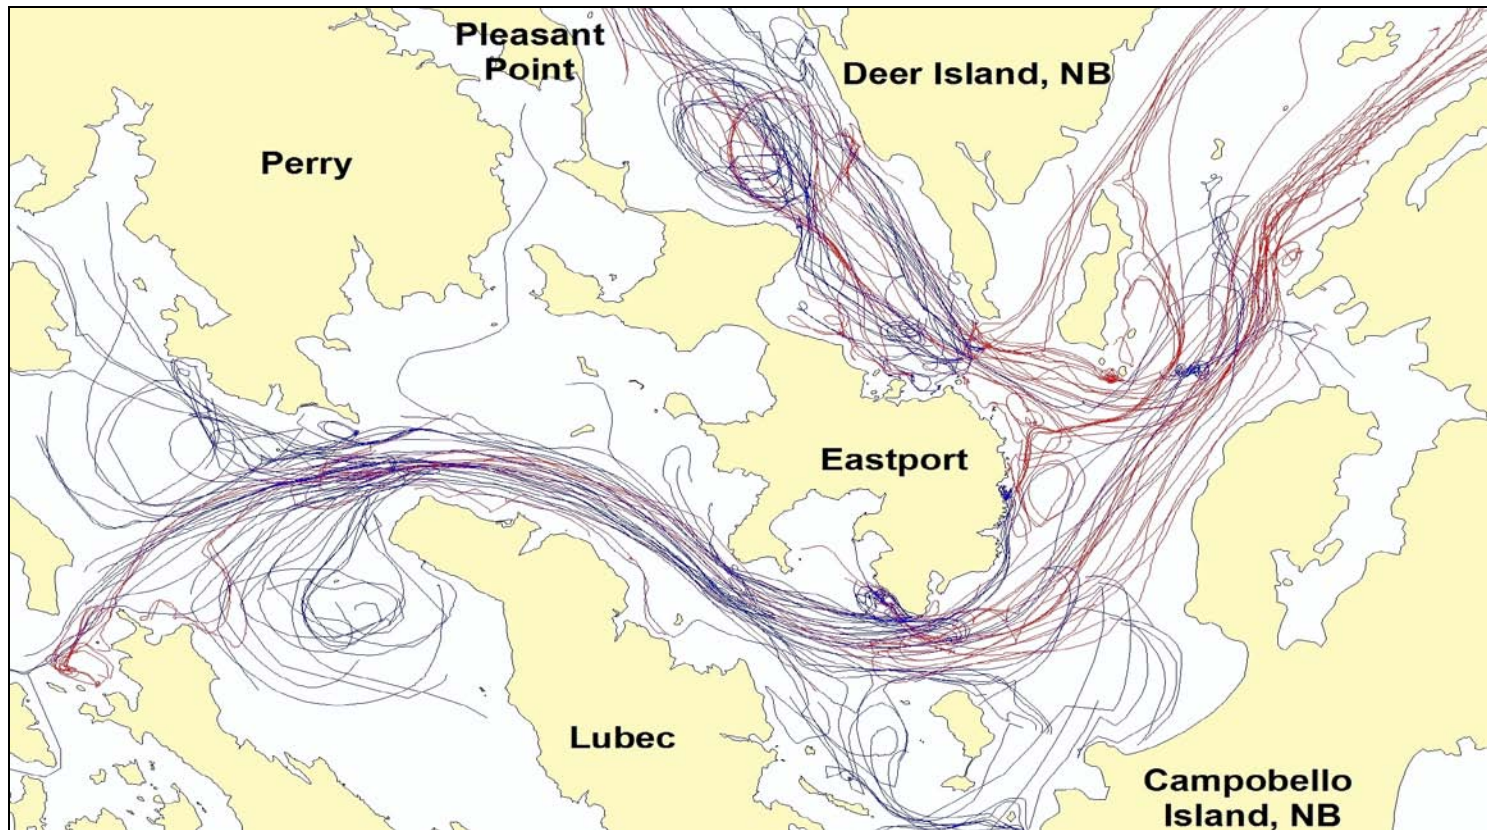 Pleasant
Point
Deer Island, NB
Perry
Eastport
Lubec
Campobello
Island, NB